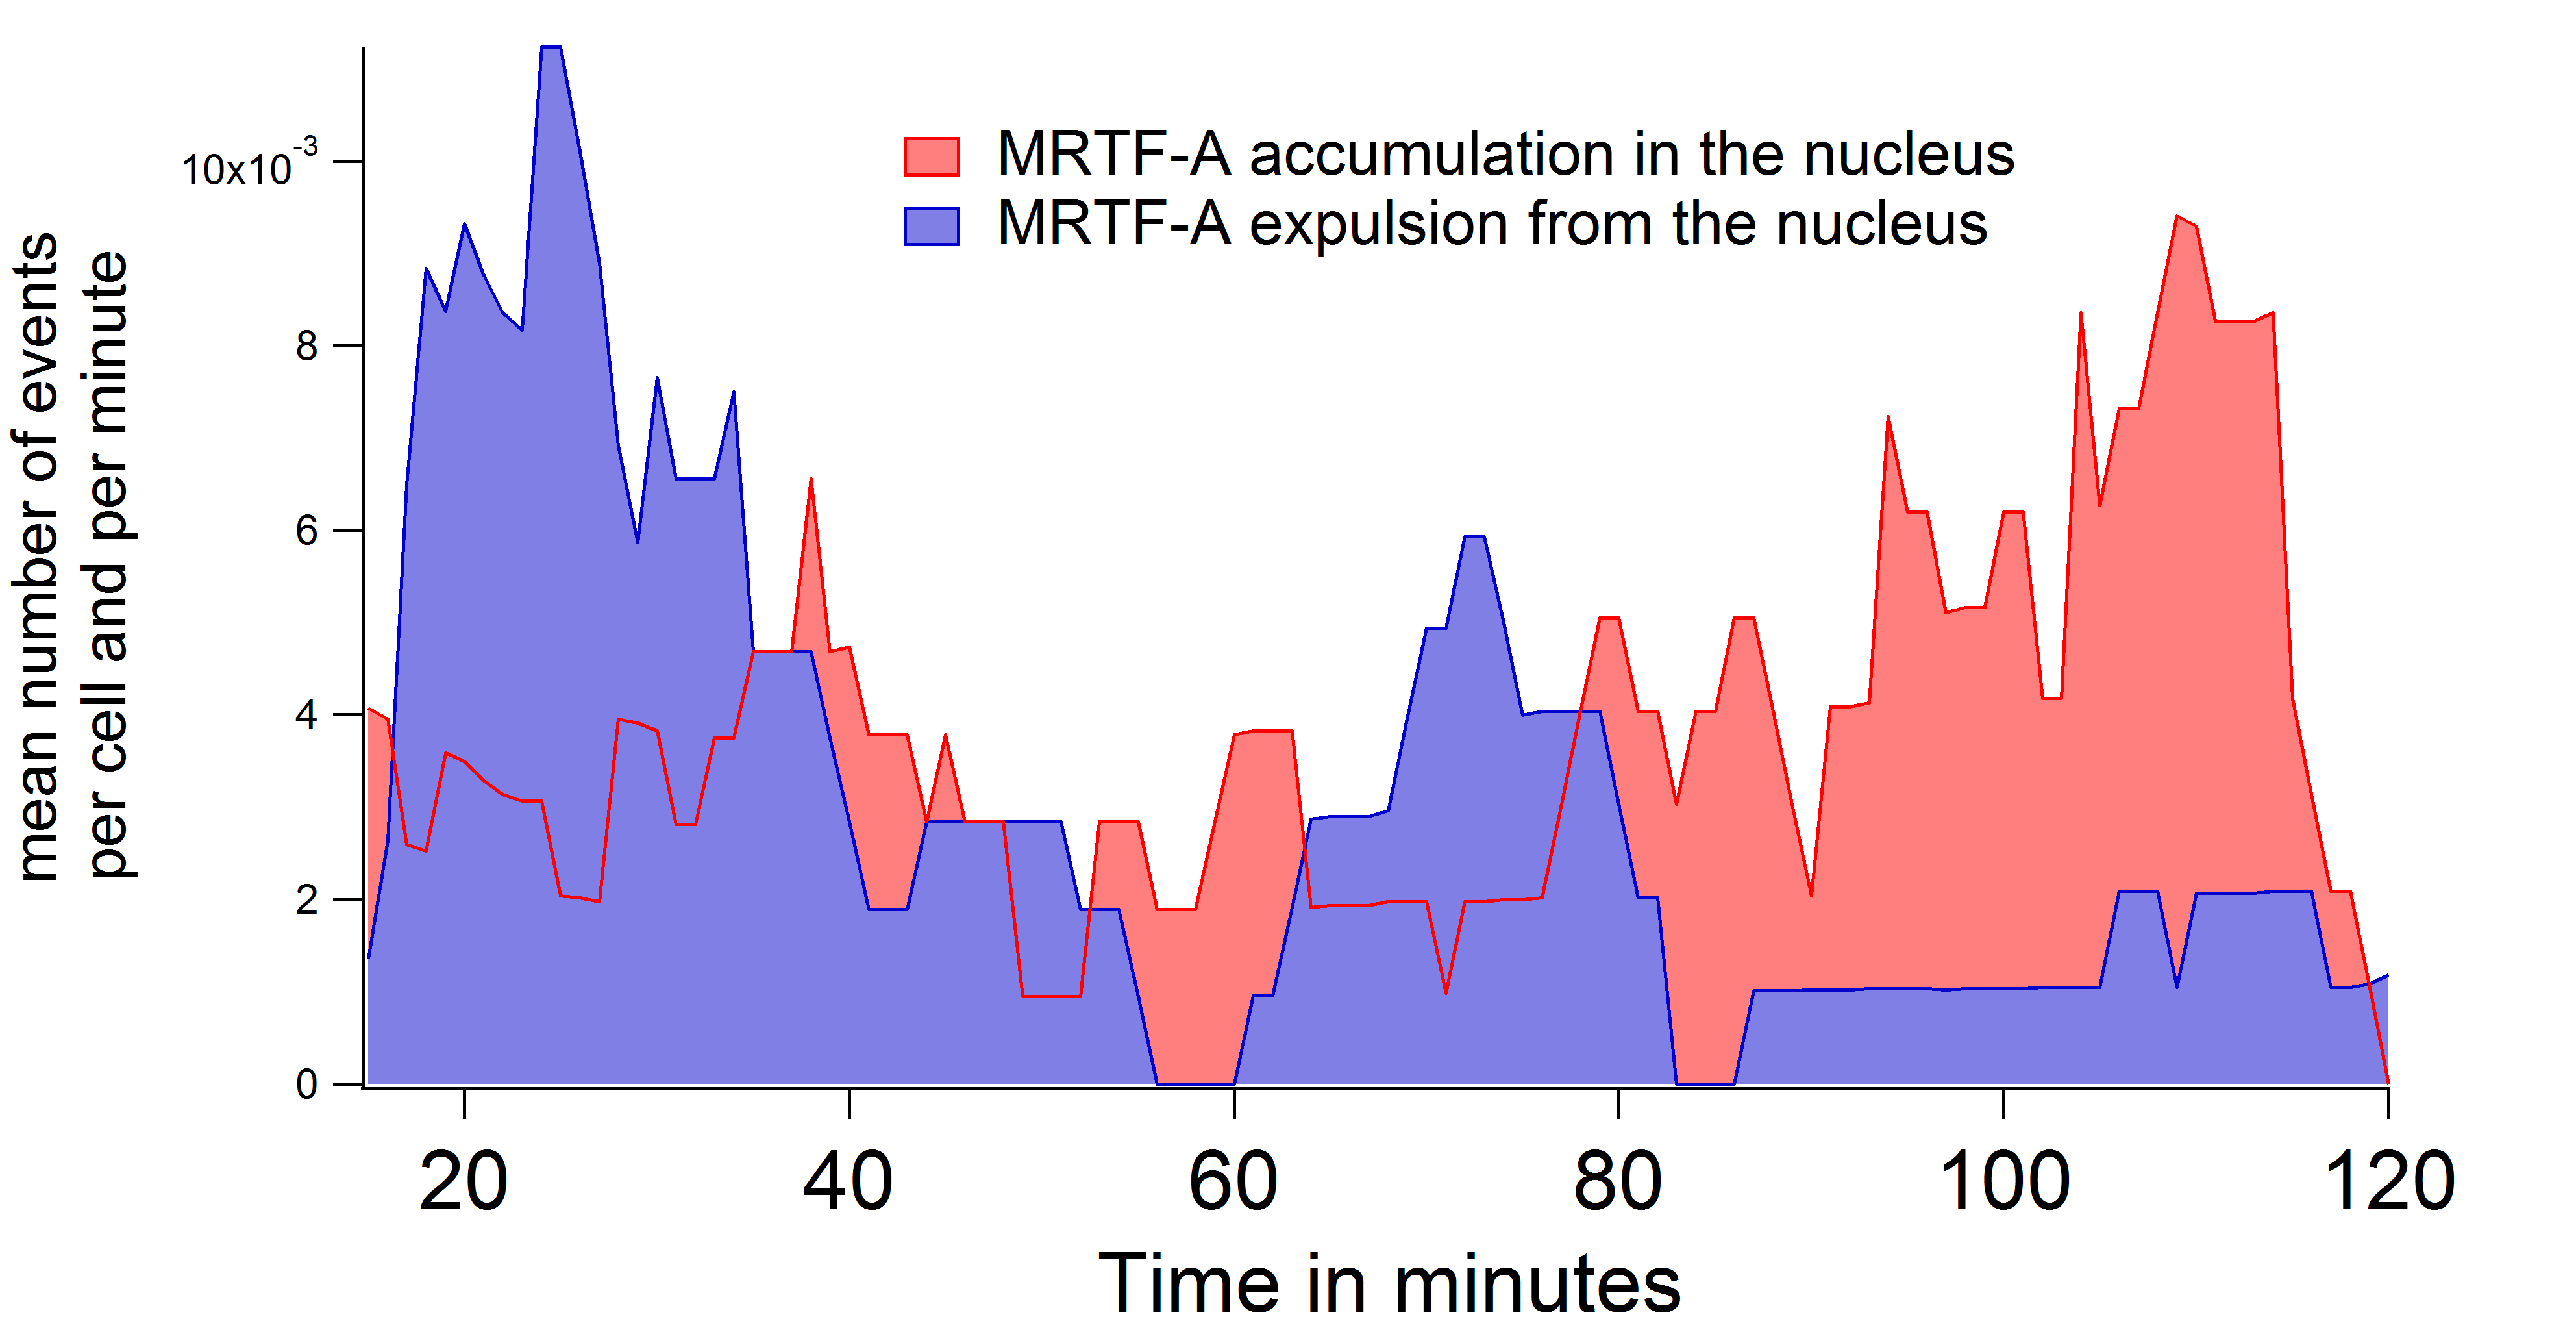 mean number of events
per cell and per minute
10x10⁻³
8
6
4
2
0
MRTF-A accumulation in the nucleus
MRTF-A expulsion from the nucleus
20 40 60 80 100 120
Time in minutes